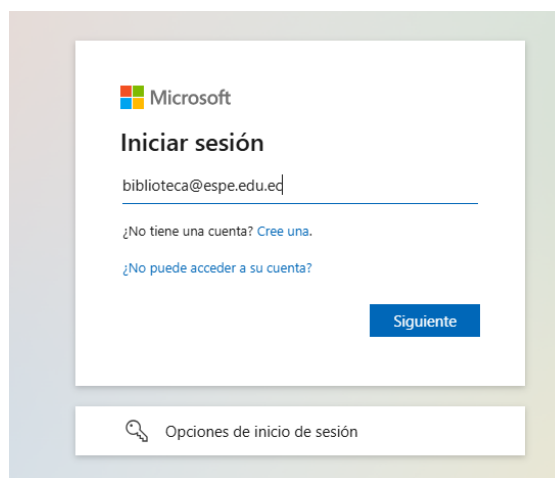 Microsoft
Iniciar sesión
biblioteca@espe.edu.ec
¿No tiene una cuenta? Cree una.
¿No puede acceder a su cuenta?
Siguiente
Opciones de inicio de sesión